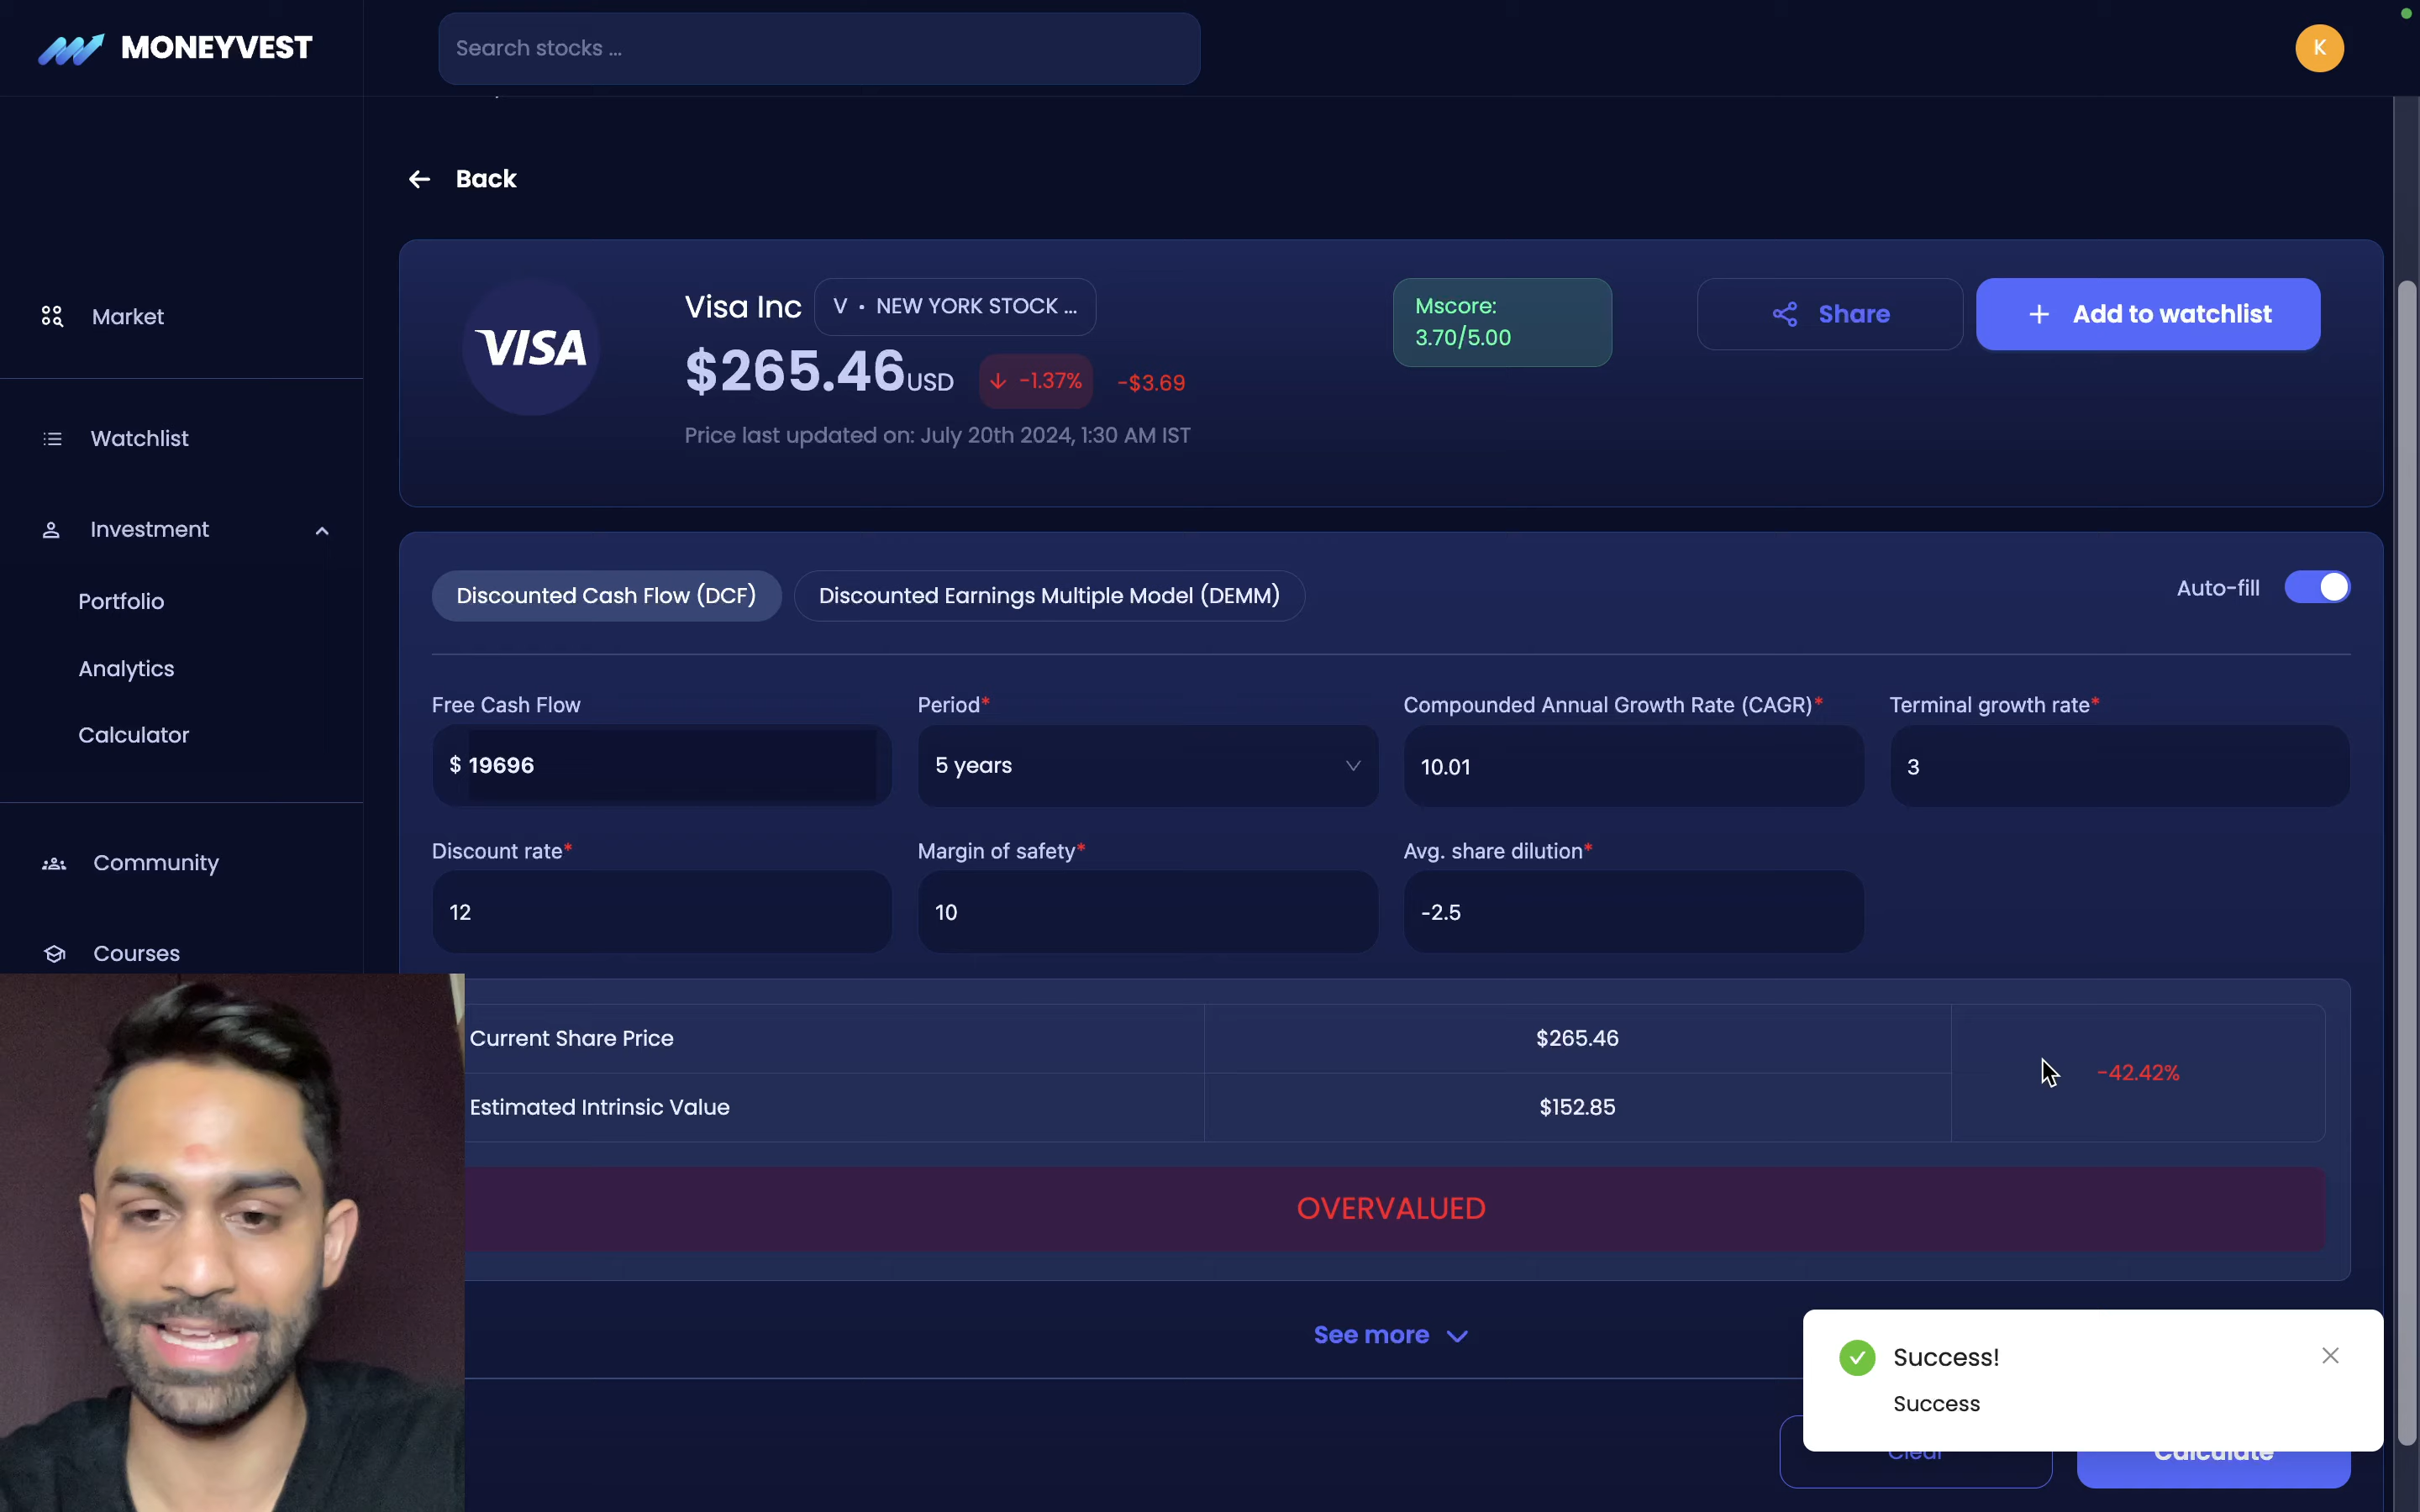 MONEYVEST
Search stocks ...
K
Back
Market
Watchlist
Investment
Portfolio
Analytics
Calculator
Community
Courses
VISA
Visa Inc
V • NEW YORK STOCK ...
$265.46USD
-1.37%
-$3.69
Price last updated on: July 20th 2024, 1:30 AM IST
Mscore:
3.70/5.00
Share
Add to watchlist
Discounted Cash Flow (DCF)
Discounted Earnings Multiple Model (DEMM)
Auto-fill
Free Cash Flow
$ 19696
Period*
5 years
Compounded Annual Growth Rate (CAGR)*
10.01
Terminal growth rate*
3
Discount rate*
12
Margin of safety*
10
Avg. share dilution*
-2.5
Current Share Price
$265.46
Estimated Intrinsic Value
$152.85
-42.42%
OVERVALUED
See more
Success!
Success
Clear
Calculate